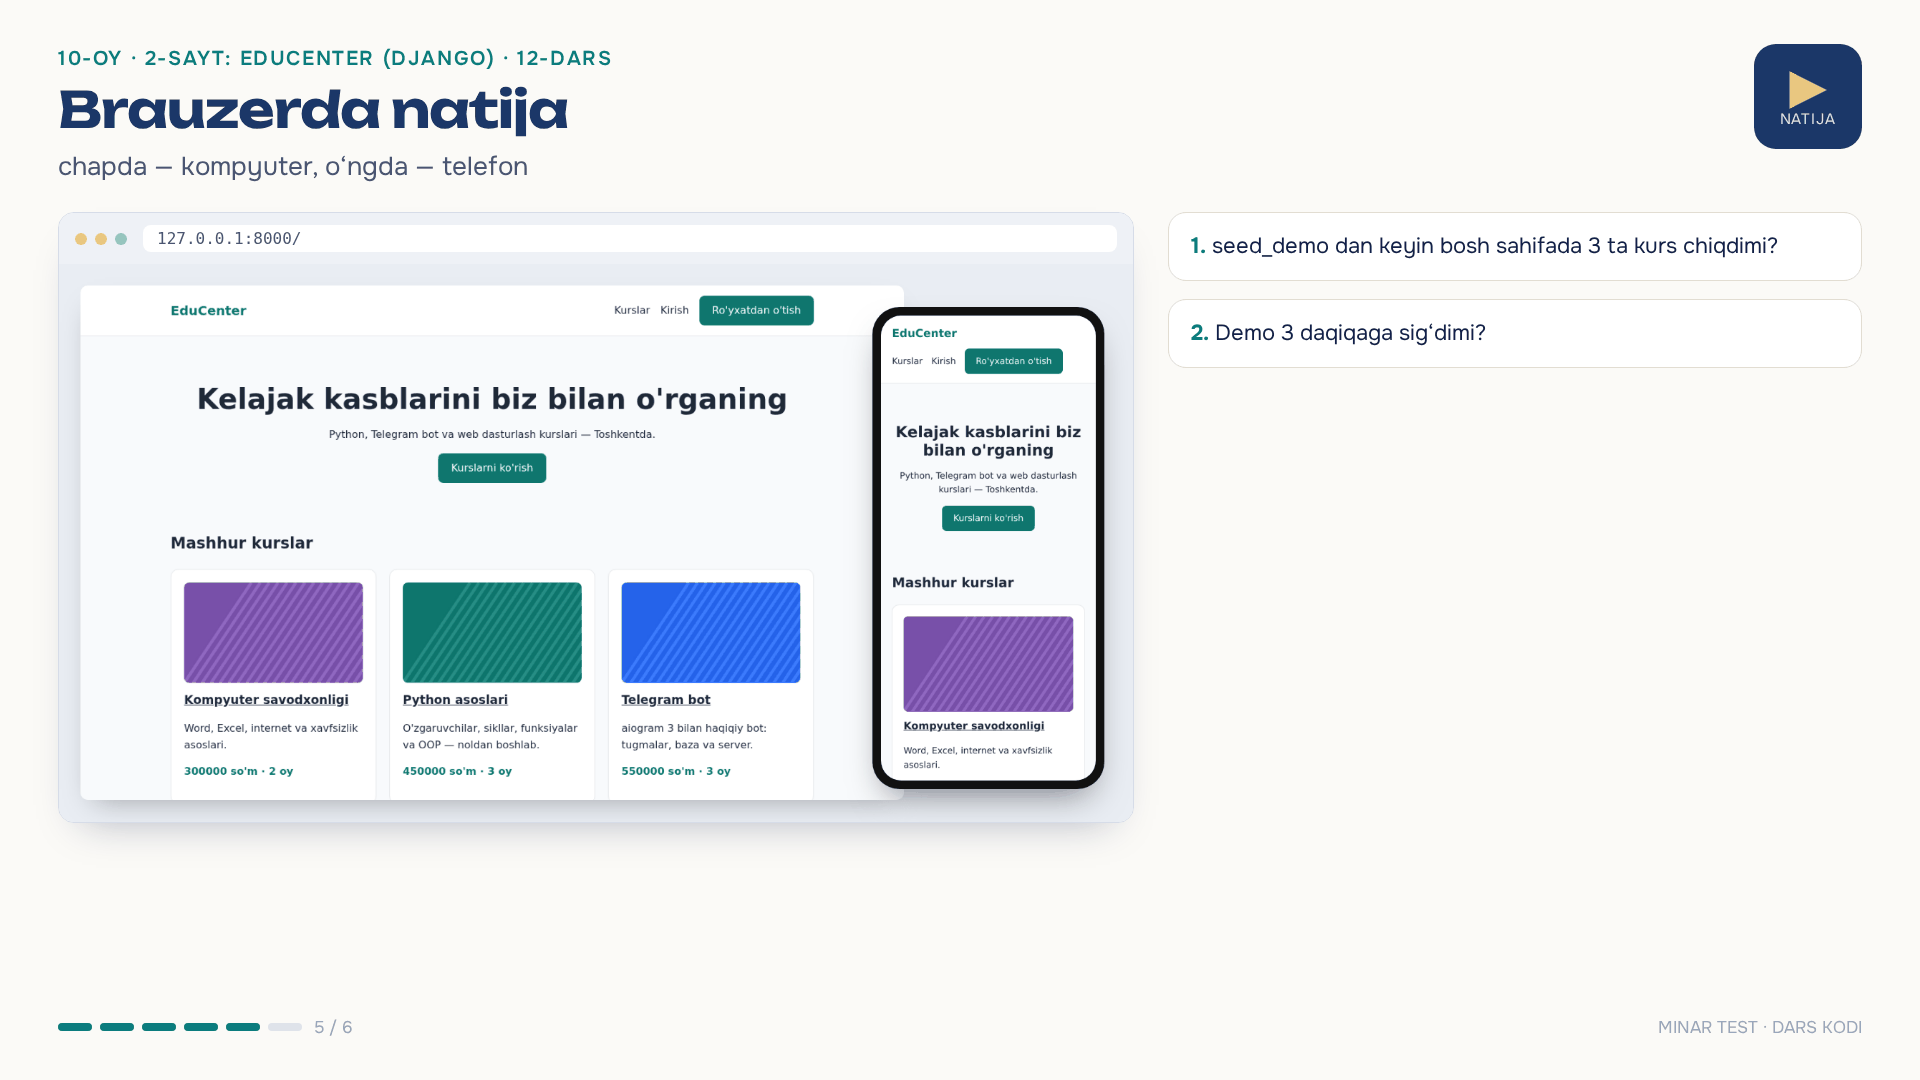 10-OY · 2-SAYT: EDUCENTER (DJANGO) · 12-DARS
Brauzerda natija
chapda — kompyuter, o‘ngda — telefon
NATIJA
127.0.0.1:8000/
EduCenter
Kurslar Kirish Ro'yxatdan o'tish
Kelajak kasblarini biz bilan o'rganing
Python, Telegram bot va web dasturlash kurslari — Toshkentda.
Kurslarni ko'rish
Mashhur kurslar
Kompyuter savodxonligi
Word, Excel, internet va xavfsizlik
asoslari.
300000 so'm · 2 oy
Python asoslari
O'zgaruvchilar, sikllar, funksiyalar
va OOP — noldan boshlab.
450000 so'm · 3 oy
Telegram bot
aiogram 3 bilan haqiqiy bot:
tugmalar, baza va server.
550000 so'm · 3 oy
EduCenter
Kurslar Kirish Ro'yxatdan o'tish
Kelajak kasblarini biz
bilan o'rganing
Python, Telegram bot va web dasturlash
kurslari — Toshkentda.
Kurslarni ko'rish
Mashhur kurslar
Kompyuter savodxonligi
Word, Excel, internet va xavfsizlik
asoslari.
1. seed_demo dan keyin bosh sahifada 3 ta kurs chiqdimi?
2. Demo 3 daqiqaga sig‘dimi?
5 / 6
MINAR TEST · DARS KODI